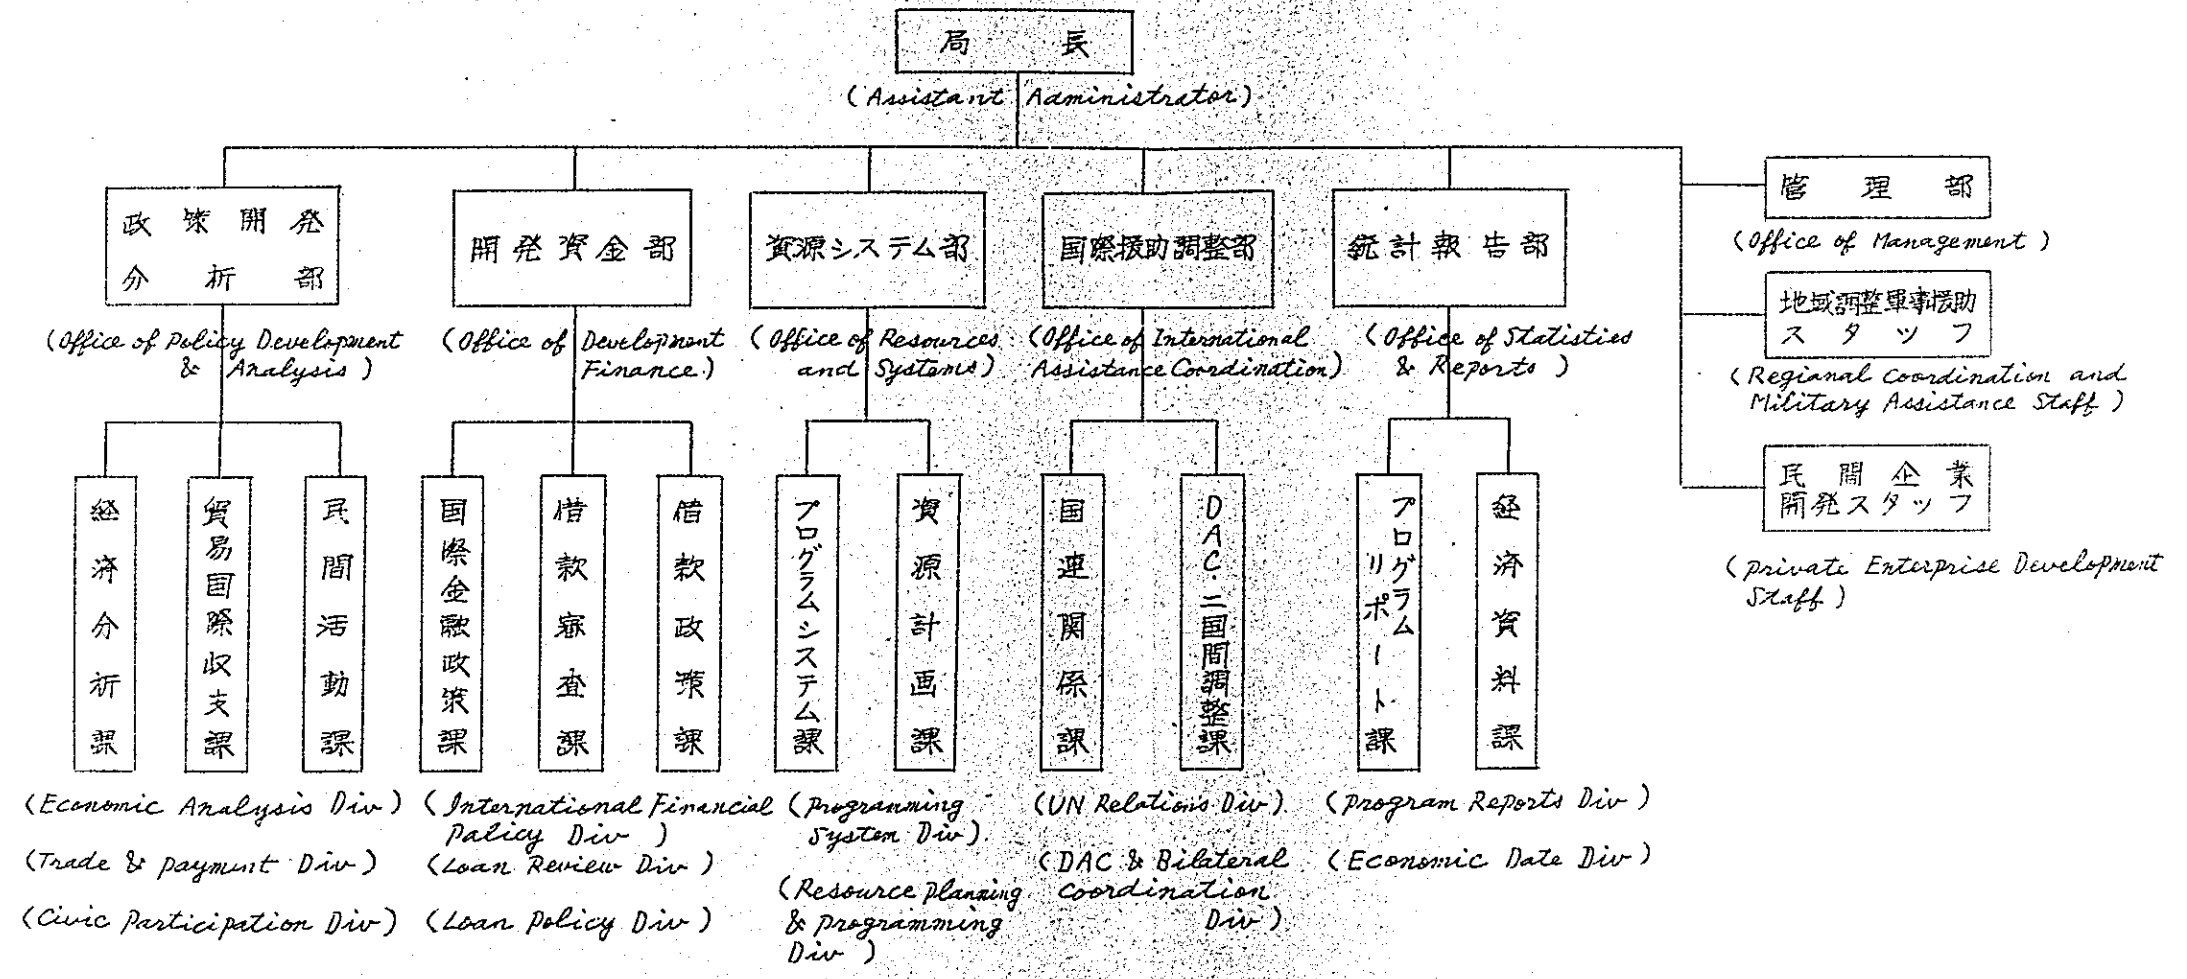 局長
(Assistant Administrator)
政策開発
分析部
(Office of Policy Development
& Analysis)
開発資金部
(Office of Development
Finance.)
資源システム部
(Office of Resources
and Systems)
国際援助調整部
(Office of International
Assistance Coordination)
統計報告部
(Office of Statisties
& Reports)
管理部
(Office of Management)
地域調整軍事援助
スタッフ
(Regianal Coordination and
Military Assistance Staff)
民間企業
開発スタッフ
(Private Enterprise Development
Staff)
経済分析課
貿易国際収支課
民間活動課
国際金融政策課
借款審査課
借款政策課
プログラムシステム課
資源計画課
国連関係課
DAC・二国間調整課
プログラム
リポート課
経済資料課
(Economic Analysis Div)
(Trade & payment Div)
(Civic Participation Div)
(International Financial
Palicy Div)
(Loan Review Div)
(Loan Policy Div)
(Programming
System Div).
(Resource Planning
& Programming
Div)
(UN Relations Div)
(DAC & Bilateral
Coordination
Div)
(Program Reports Div)
(Economic Date Div)